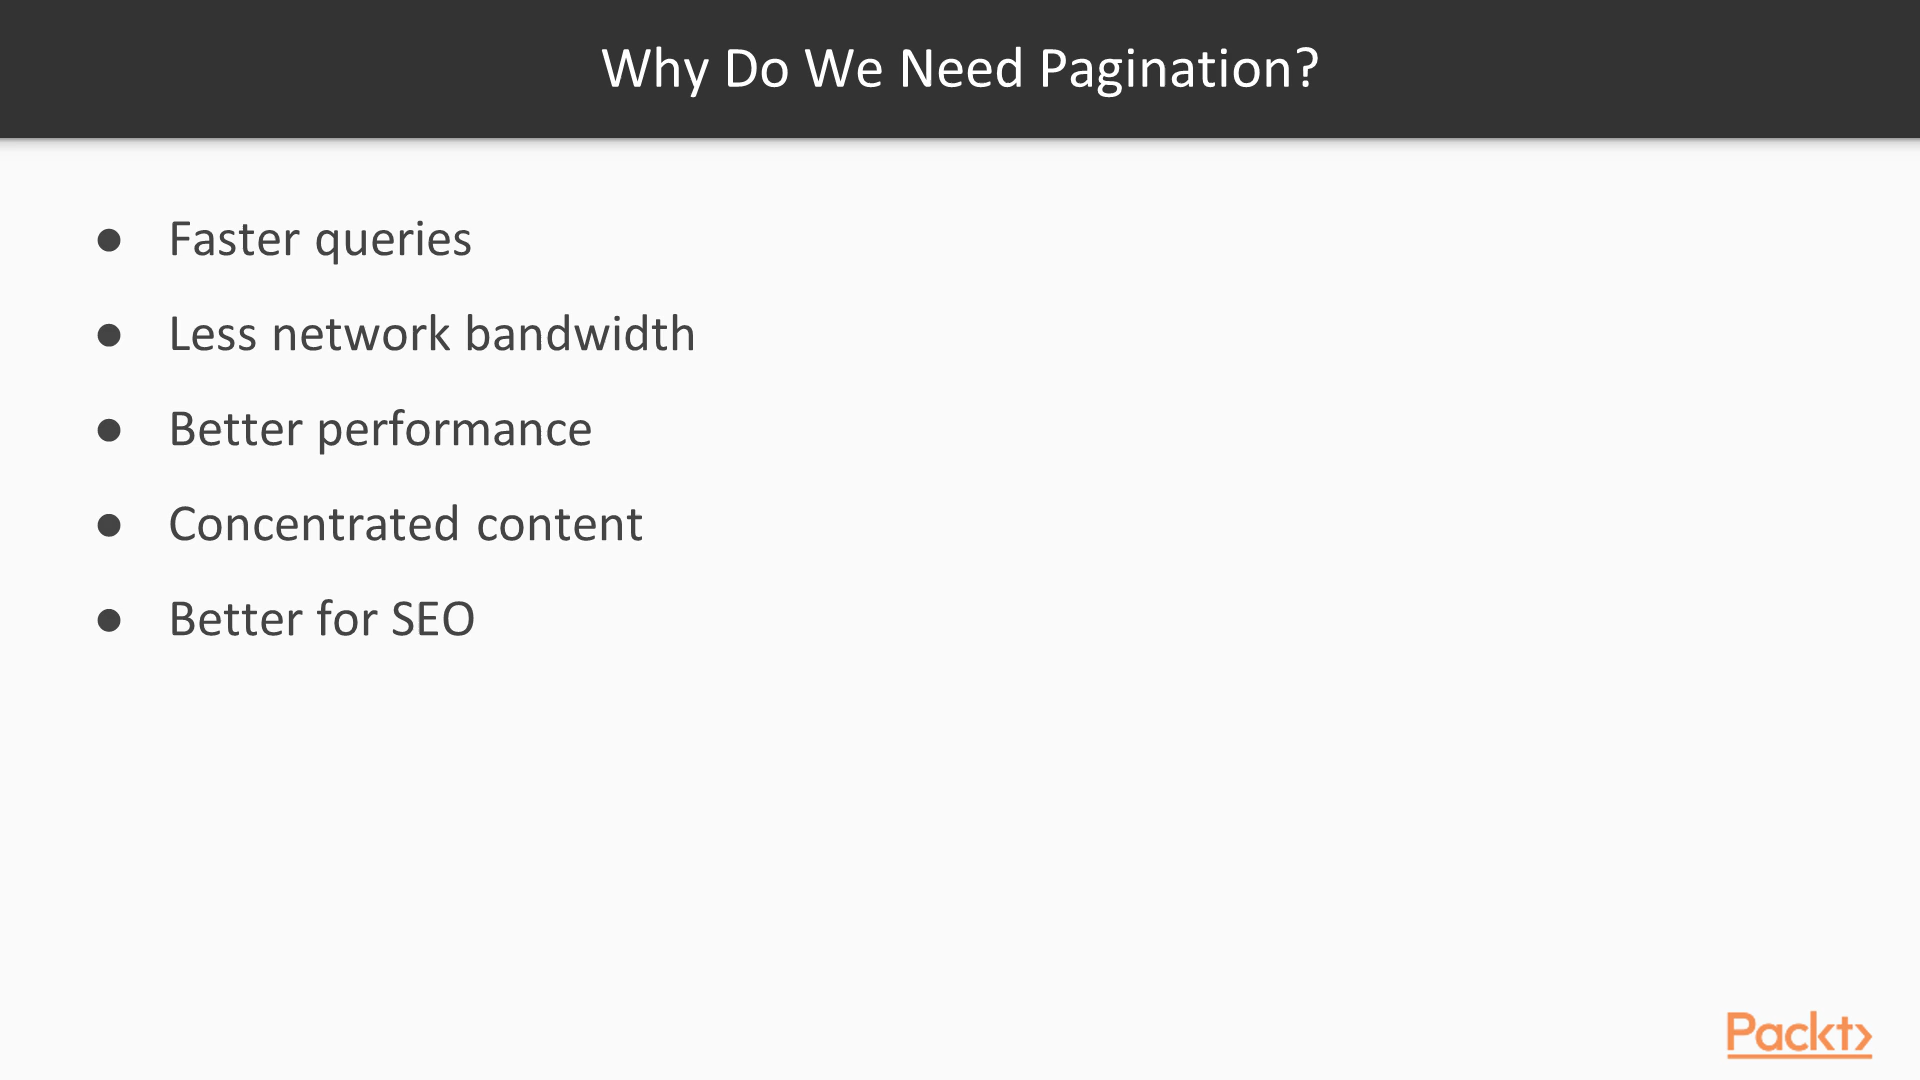 Why Do We Need Pagination?
● Faster queries
● Less network bandwidth
● Better performance
● Concentrated content
● Better for SEO
Packt>